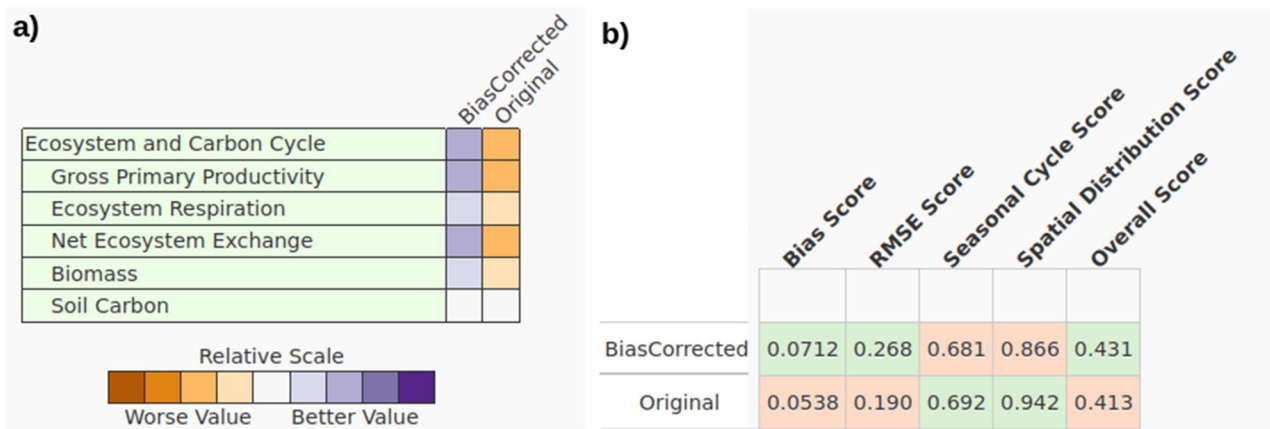 a)
BiasCorrected
Original
Ecosystem and Carbon Cycle
Gross Primary Productivity
Ecosystem Respiration
Net Ecosystem Exchange
Biomass
Soil Carbon
Relative Scale
Worse Value Better Value
b)
Bias Score
RMSE Score
Seasonal Cycle Score
Spatial Distribution Score
Overall Score
BiasCorrected 0.0712 0.268 0.681 0.866 0.431
Original 0.0538 0.190 0.692 0.942 0.413